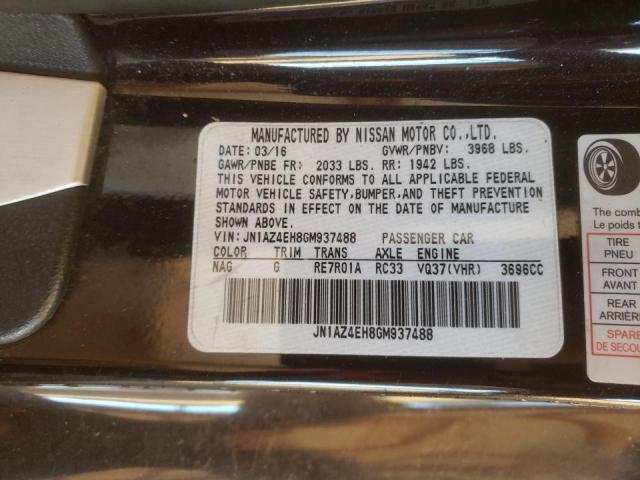 MANUFACTURED BY NISSAN MOTOR CO.,LTD.
DATE: 03/16 GVWR/PNBV: 3968 LBS.
GAWR/PNBE FR: 2033 LBS. RR: 1942 LBS.
THIS VEHICLE CONFORMS TO ALL APPLICABLE FEDERAL
MOTOR VEHICLE SAFETY,BUMPER,AND THEFT PREVENTION
STANDARDS IN EFFECT ON THE DATE OF MANUFACTURE
SHOWN ABOVE.
VIN:JN1AZ4EH8GM937488 PASSENGER CAR
COLOR TRIM TRANS AXLE ENGINE
NAG G RE7R01A RC33 VQ37(VHR) 3696CC
JN1AZ4EH8GM937488
The comb
Le poids t
TIRE
PNEU
FRONT
AVANT
REAR
ARRIÈRE
SPARE
DE SECOU